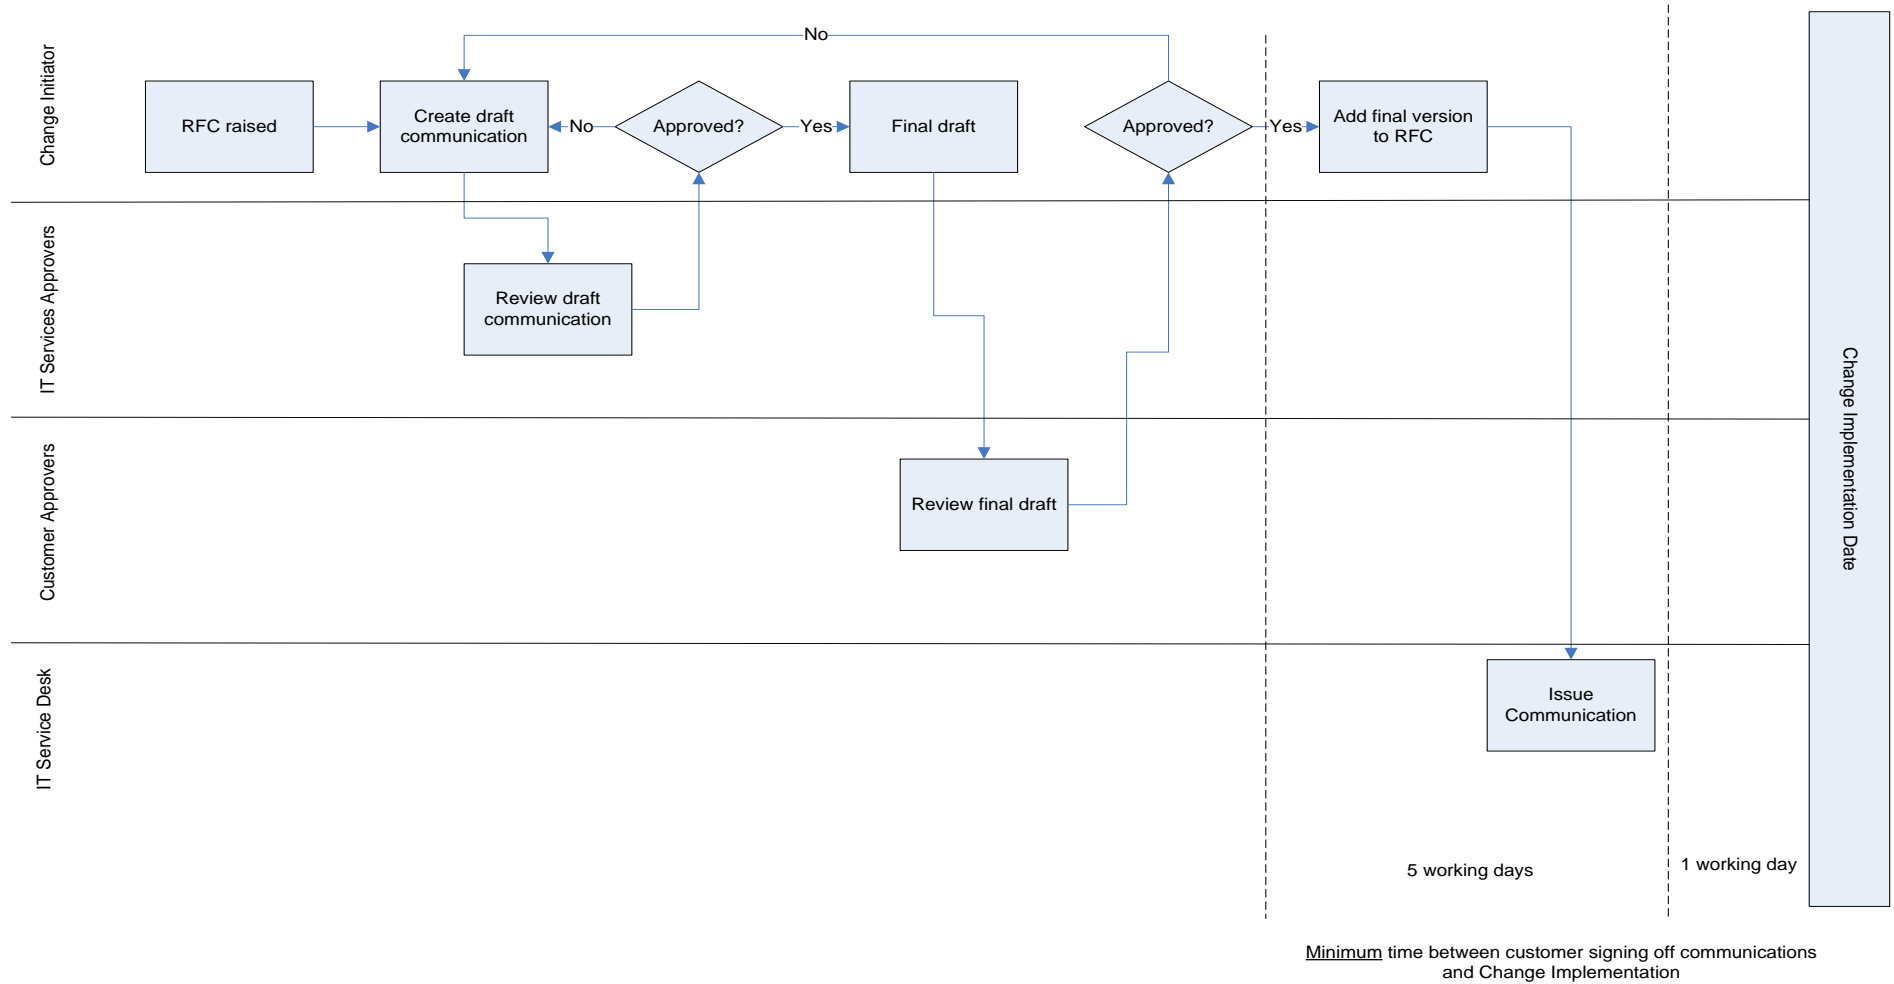 No
Change Initiator
RFC raised
Create draft
communication
No
Approved?
Yes
Final draft
Approved?
Yes
Add final version
to RFC
IT Services Approvers
Review draft
communication
Customer Approvers
Review final draft
Change Implementation Date
IT Service Desk
Issue
Communication
5 working days
1 working day
Minimum time between customer signing off communications
and Change Implementation